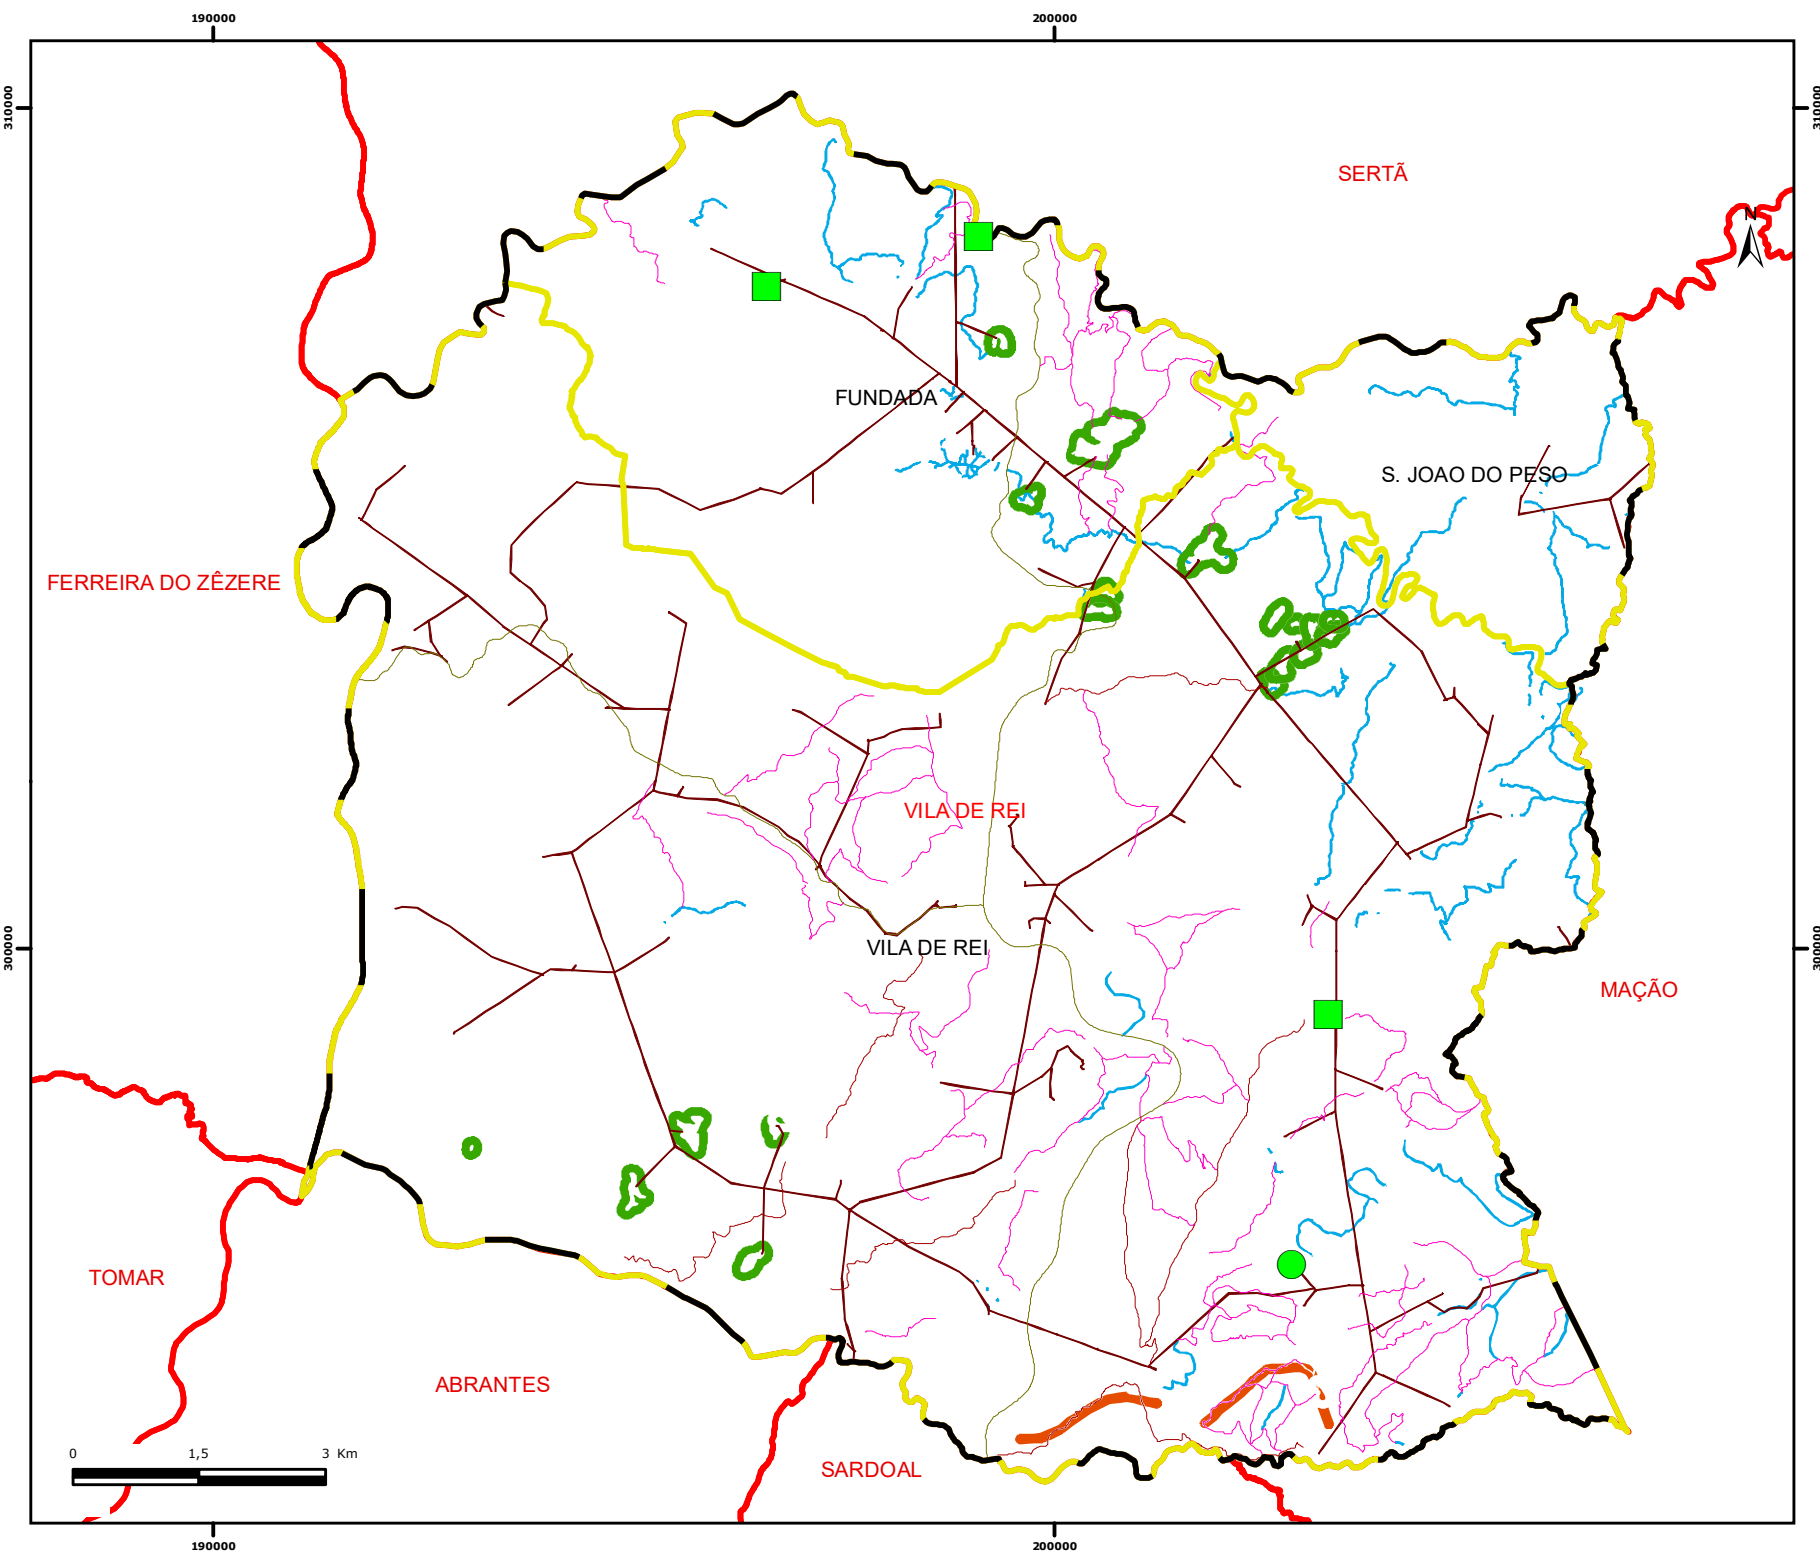 190000
200000
310000
310000
SERTÃ
N
FUNDADA
S. JOAO DO PESO
FERREIRA DO ZÊZERE
VILA DE REI
VILA DE REI
300000
300000
MAÇÃO
TOMAR
ABRANTES
SARDOAL
0 1,5 3 Km
190000
200000